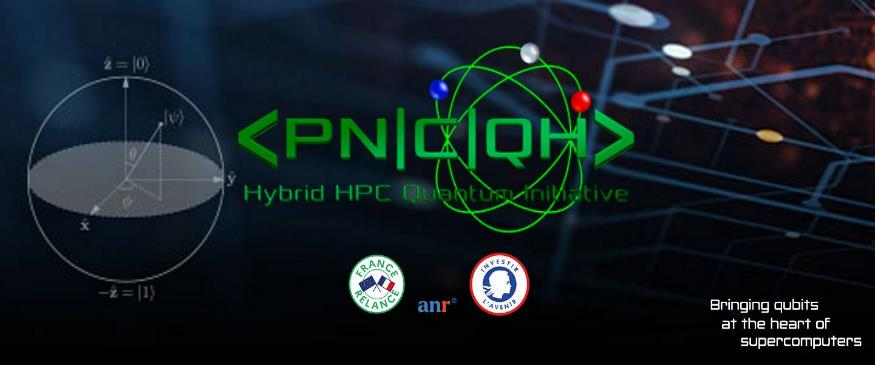 ẑ = |0⟩
|ψ⟩
θ
ŷ
φ
x̂
−ẑ = |1⟩
<PN|C|QH>
Hybrid HPC Quantum Initiative
FRANCE
RELANCE
anr©
INVESTIR
L'AVENIR
Bringing qubits
at the heart of
supercomputers